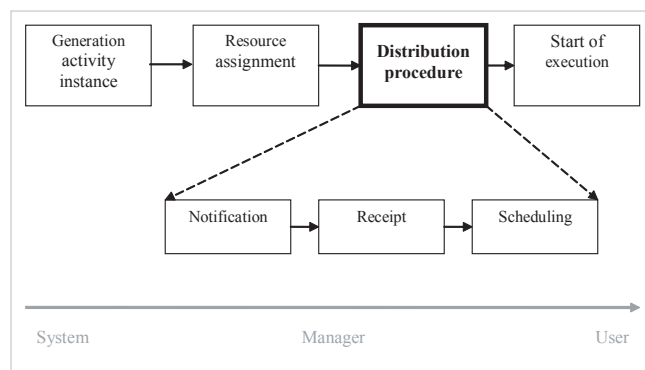 Generation
activity
instance
Resource
assignment
Distribution
procedure
Start of
execution
Notification
Receipt
Scheduling
System
Manager
User